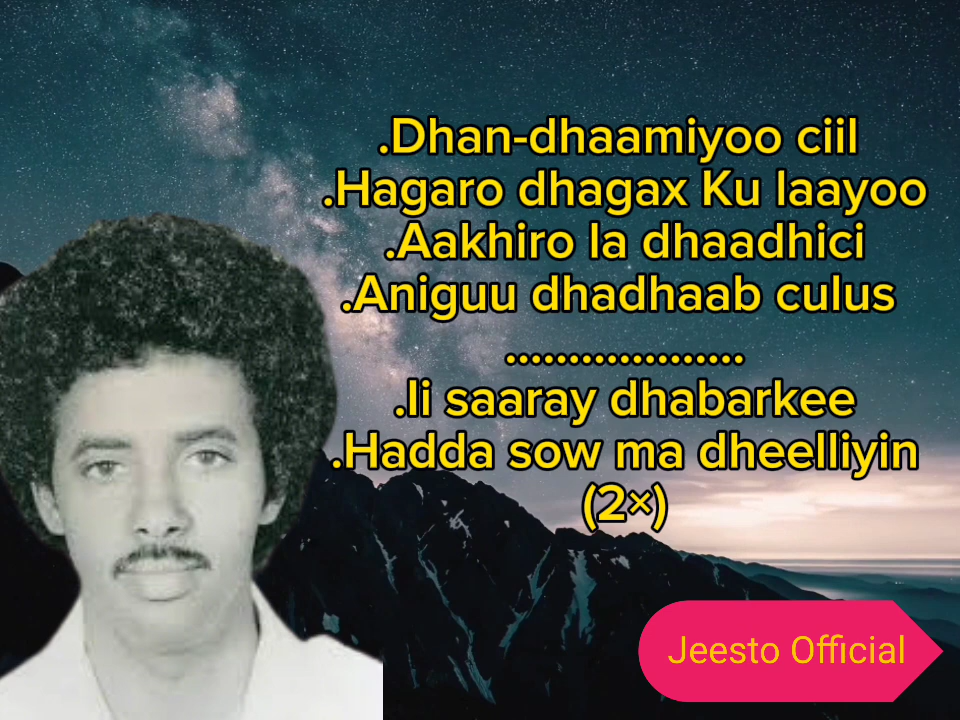 .Dhan-dhaamiyoo ciil
.Hagaro dhagax Ku laayoo
.Aakhiro la dhaadhici
.Aniguu dhadhaab culus
...................
.Ii saaray dhabarkee
.Hadda sow ma dheelliyin
(2×)
Jeesto Official